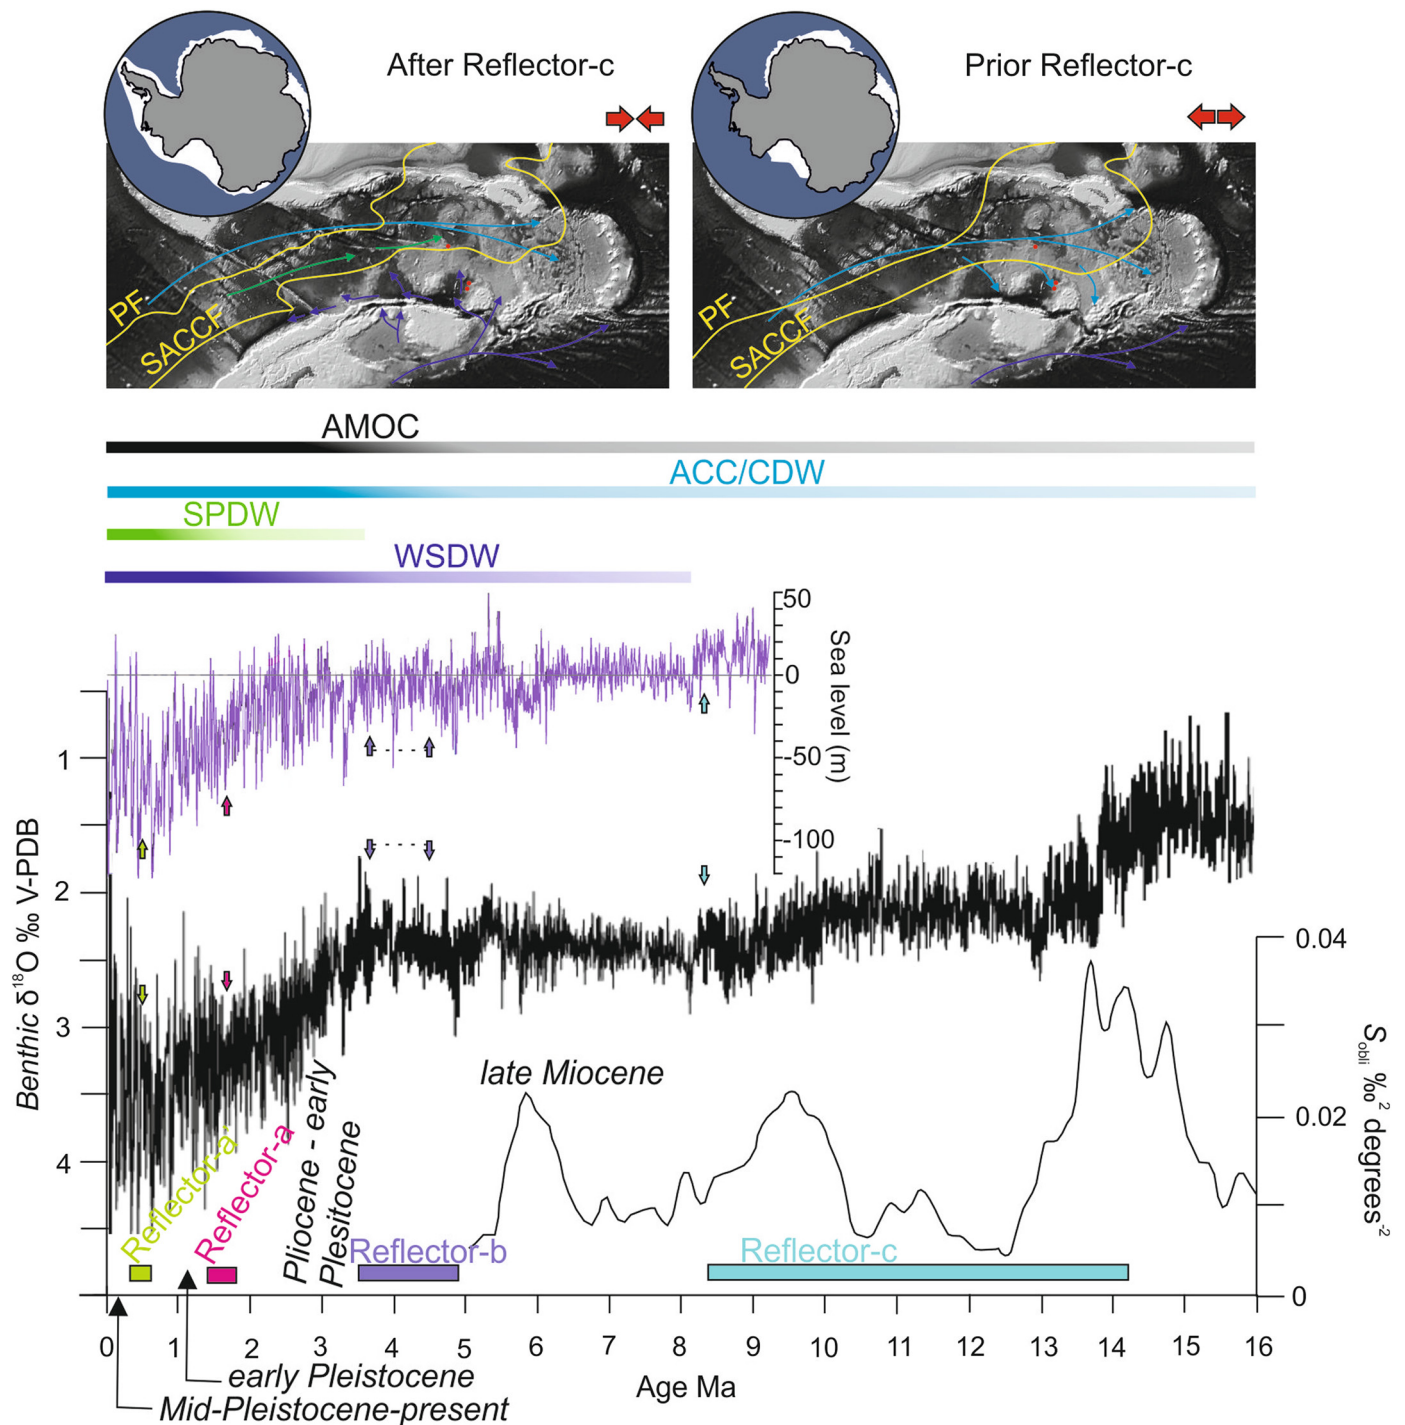 After Reflector-c
Prior Reflector-c
PF
SACCF
PF
SACCF
AMOC
ACC/CDW
SPDW
WSDW
50
0
-50
-100
Sea level (m)
1
2
3
4
Benthic δ18O ‰ V-PDB
0.04
0.02
0
Sobli ‰2 degrees-2
late Miocene
Pliocene - early
Plesitocene
Reflector-a'
Reflector-a
Reflector-b
Reflector-c
0 1 2 3 4 5 6 7 8 9 10 11 12 13 14 15 16
early Pleistocene
Age Ma
Mid-Pleistocene-present